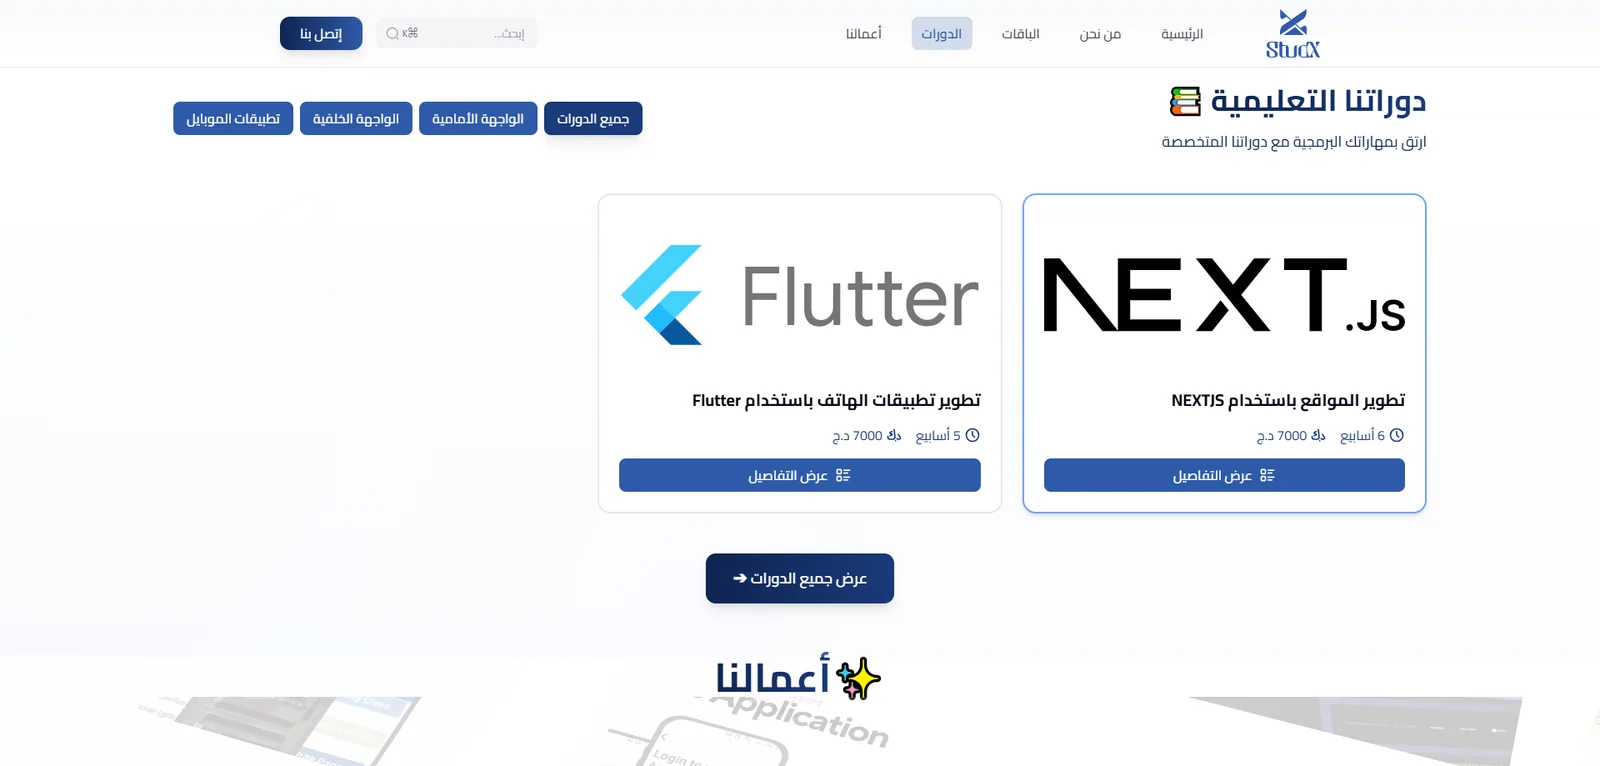 StudX
الرئيسية
من نحن
الباقات
الدورات
أعمالنا
إبحث...
⌘K
إتصل بنا
دوراتنا التعليمية 📚
ارتق بمهاراتك البرمجية مع دوراتنا المتخصصة
جميع الدورات
الواجهة الأمامية
الواجهة الخلفية
تطبيقات الموبايل
NEXT.JS
تطوير المواقع باستخدام NEXTJS
6 أسابيع
7000 د.ج
عرض التفاصيل
Flutter
تطوير تطبيقات الهاتف باستخدام Flutter
5 أسابيع
7000 د.ج
عرض التفاصيل
عرض جميع الدورات ➔
✨أعمالنا
Application
Login to